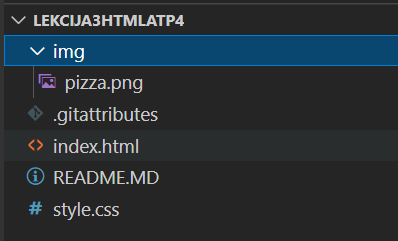 LEKCIJA3HTMLATP4
img
pizza.png
.gitattributes
index.html
README.MD
style.css